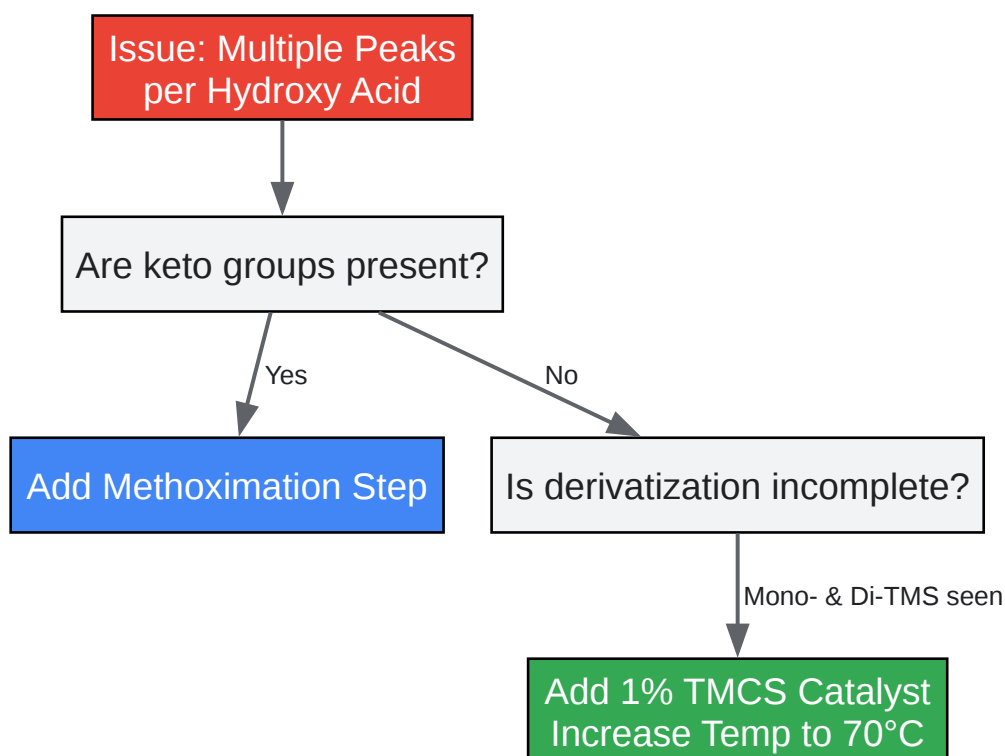 Issue: Multiple Peaks
per Hydroxy Acid
Are keto groups present?
Yes
No
Add Methoximation Step
Is derivatization incomplete?
Mono- & Di-TMS seen
Add 1% TMCS Catalyst
Increase Temp to 70°C